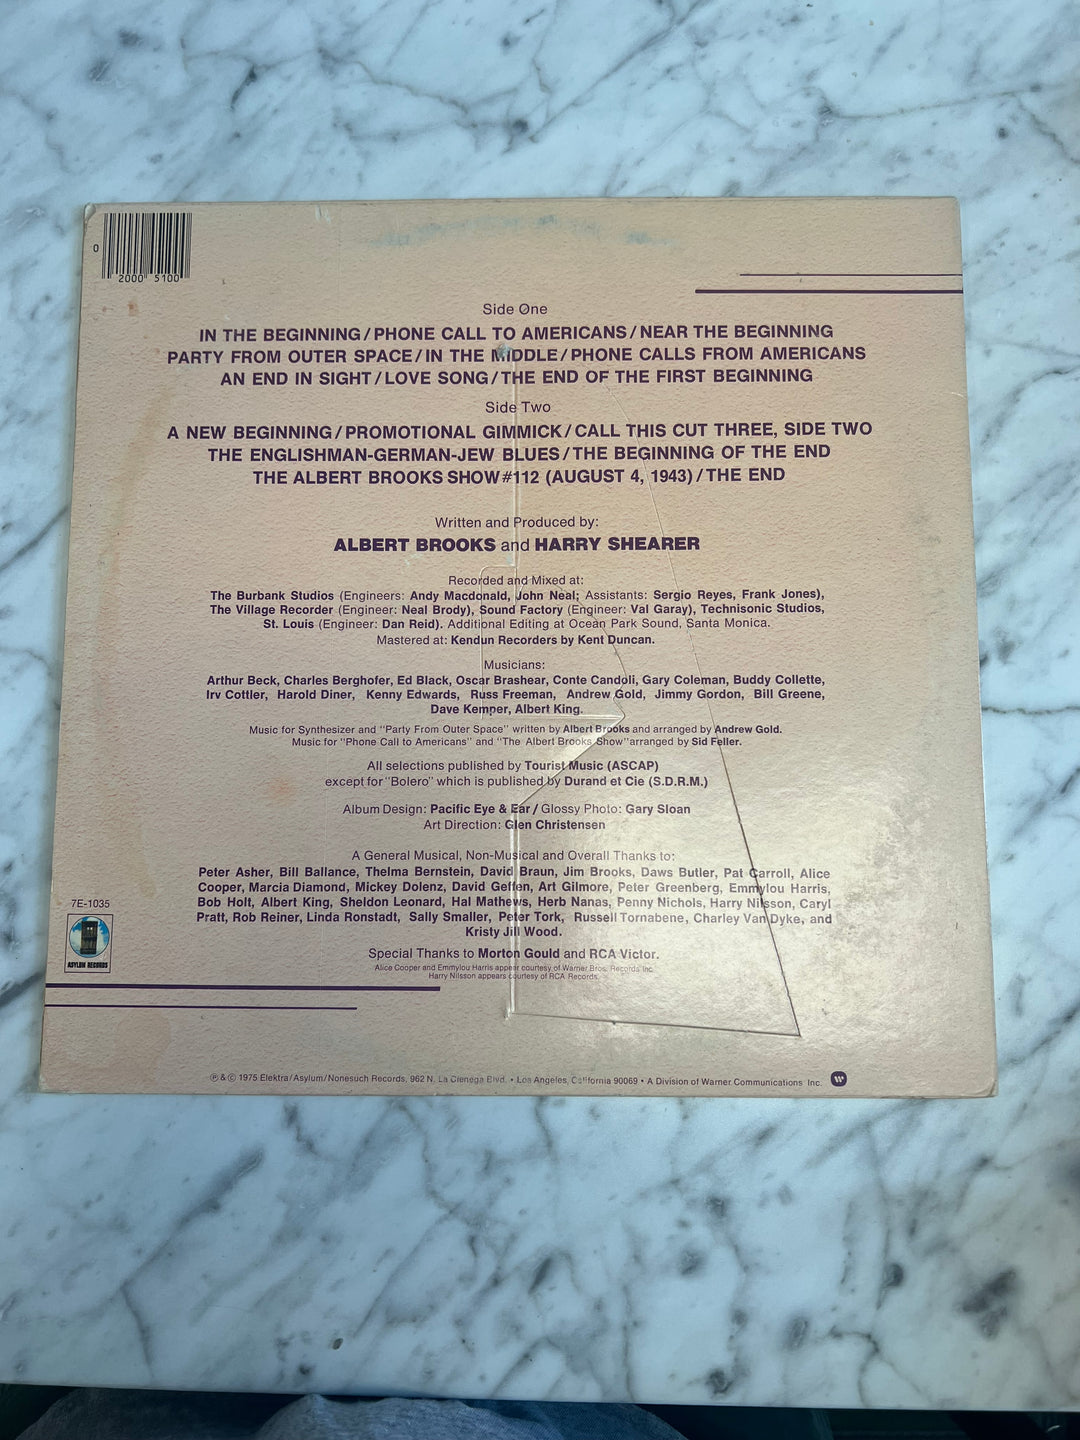 0
2000 5100
Side One
IN THE BEGINNING/PHONE CALL TO AMERICANS/NEAR THE BEGINNING
PARTY FROM OUTER SPACE/IN THE MIDDLE/PHONE CALLS FROM AMERICANS
AN END IN SIGHT/LOVE SONG/THE END OF THE FIRST BEGINNING
Side Two
A NEW BEGINNING/PROMOTIONAL GIMMICK/CALL THIS CUT THREE, SIDE TWO
THE ENGLISHMAN-GERMAN-JEW BLUES/THE BEGINNING OF THE END
THE ALBERT BROOKS SHOW #112 (AUGUST 4, 1943)/THE END
Written and Produced by:
ALBERT BROOKS and HARRY SHEARER
Recorded and Mixed at:
The Burbank Studios (Engineers: Andy Macdonald, John Neal; Assistants: Sergio Reyes, Frank Jones),
The Village Recorder (Engineer: Neal Brody), Sound Factory (Engineer: Val Garay), Technisonic Studios,
St. Louis (Engineer: Dan Reid). Additional Editing at Ocean Park Sound, Santa Monica.
Mastered at: Kendun Recorders by Kent Duncan.
Musicians:
Arthur Beck, Charles Berghofer, Ed Black, Oscar Brashear, Conte Candoli, Gary Coleman, Buddy Collette,
Irv Cottler, Harold Diner, Kenny Edwards, Russ Freeman, Andrew Gold, Jimmy Gordon, Bill Greene,
Dave Kemper, Albert King.
Music for Synthesizer and "Party From Outer Space" written by Albert Brooks and arranged by Andrew Gold.
Music for "Phone Call to Americans" and "The Albert Brooks Show" arranged by Sid Feller.
All selections published by Tourist Music (ASCAP)
except for "Bolero" which is published by Durand et Cie (S.D.R.M.)
Album Design: Pacific Eye & Ear/Glossy Photo: Gary Sloan
Art Direction: Glen Christensen
A General Musical, Non-Musical and Overall Thanks to:
Peter Asher, Bill Ballance, Thelma Bernstein, David Braun, Jim Brooks, Daws Butler, Pat Carroll, Alice
Cooper, Marcia Diamond, Mickey Dolenz, David Geffen, Art Gilmore, Peter Greenberg, Emmylou Harris,
Bob Holt, Albert King, Sheldon Leonard, Hal Mathews, Herb Nanas, Penny Nichols, Harry Nilsson, Caryl
Pratt, Rob Reiner, Linda Ronstadt, Sally Smaller, Peter Tork, Russell Tornabene, Charley Van Dyke, and
Kristy Jill Wood.
Special Thanks to Morton Gould and RCA Victor.
Alice Cooper and Emmylou Harris appear courtesy of Warner Bros. Records Inc.
Harry Nilsson appears courtesy of RCA Records.
7E-1035
ASYLUM RECORDS
℗ & © 1975 Elektra/Asylum/Nonesuch Records, 962 N. La Cienega Blvd. • Los Angeles, California 90069 • A Division of Warner Communications Inc.